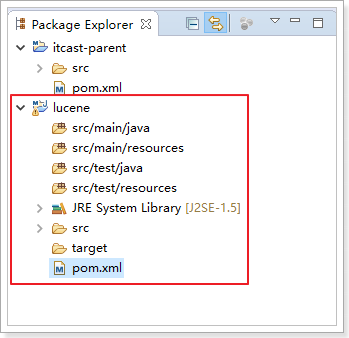 Package Explorer
itcast-parent
src
pom.xml
lucene
src/main/java
src/main/resources
src/test/java
src/test/resources
JRE System Library [J2SE-1.5]
src
target
pom.xml